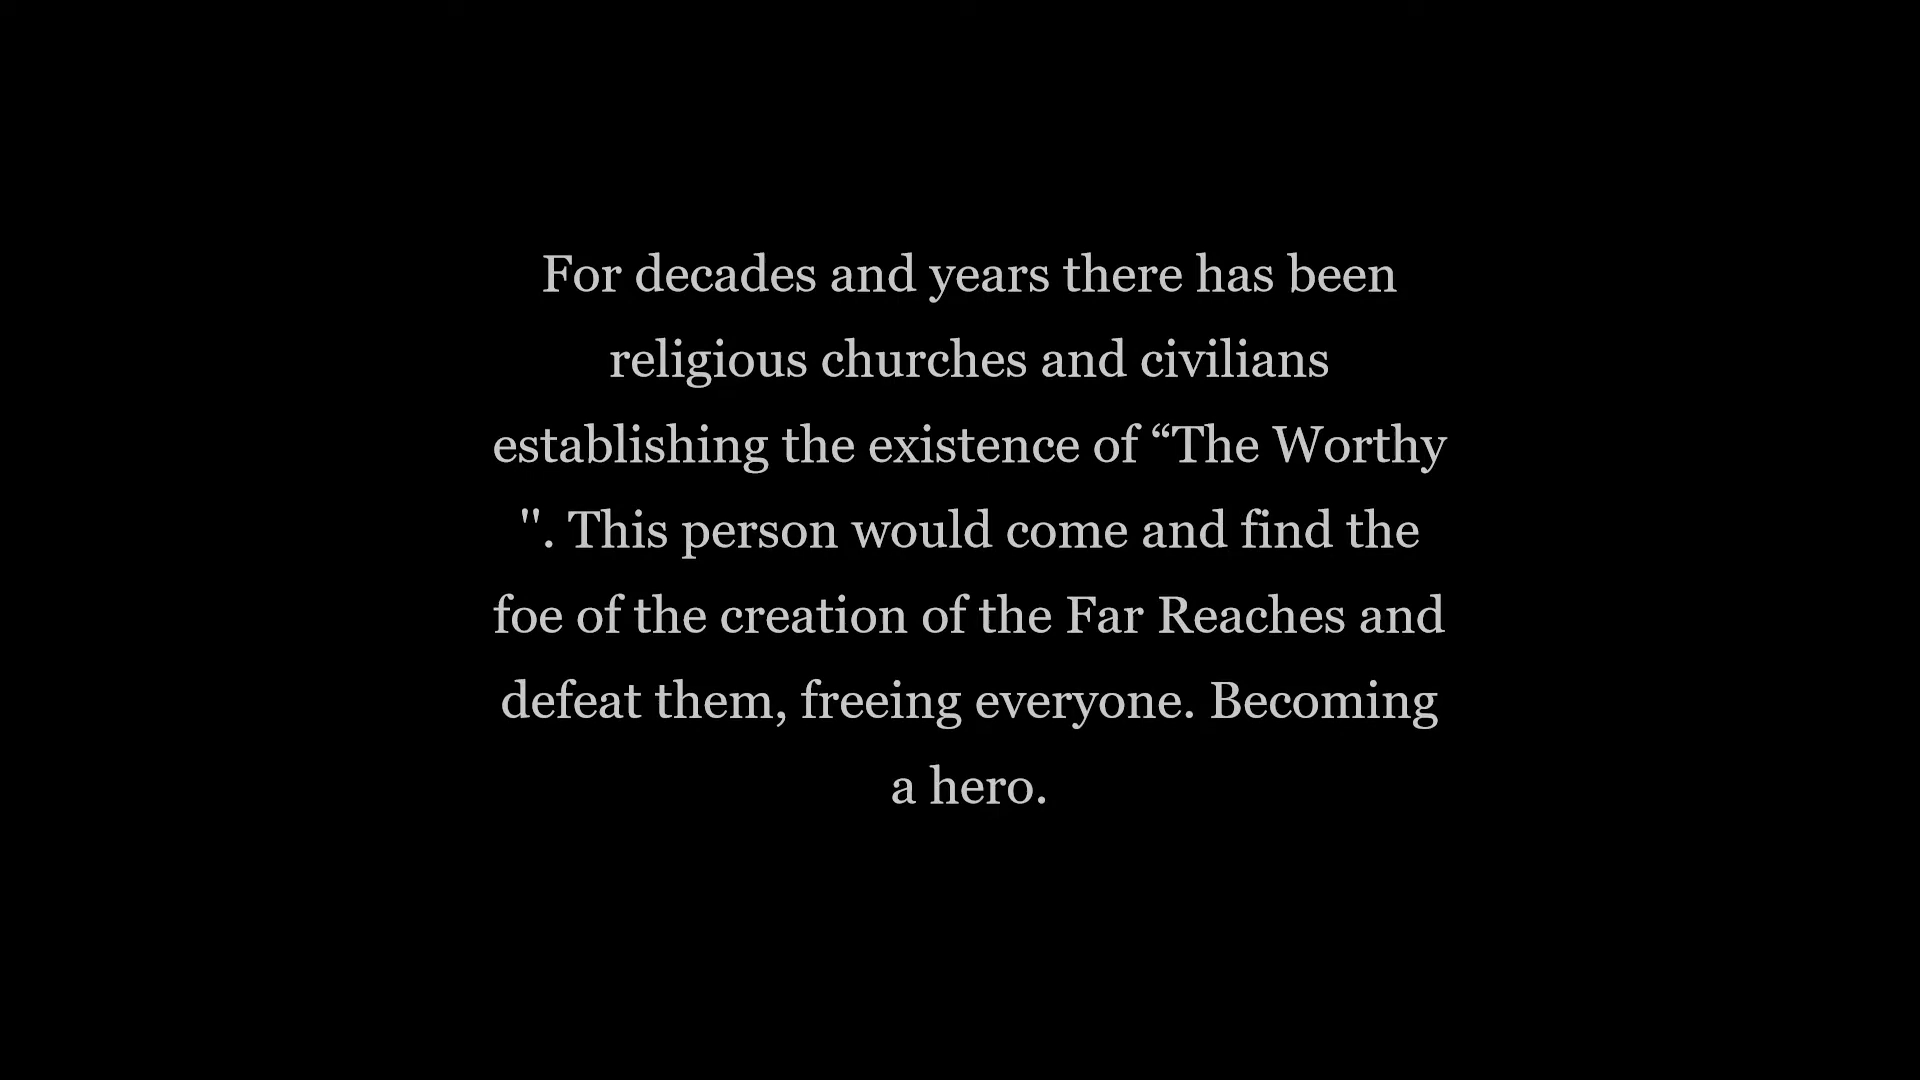 For decades and years there has been
religious churches and civilians
establishing the existence of “The Worthy
". This person would come and find the
foe of the creation of the Far Reaches and
defeat them, freeing everyone. Becoming
a hero.